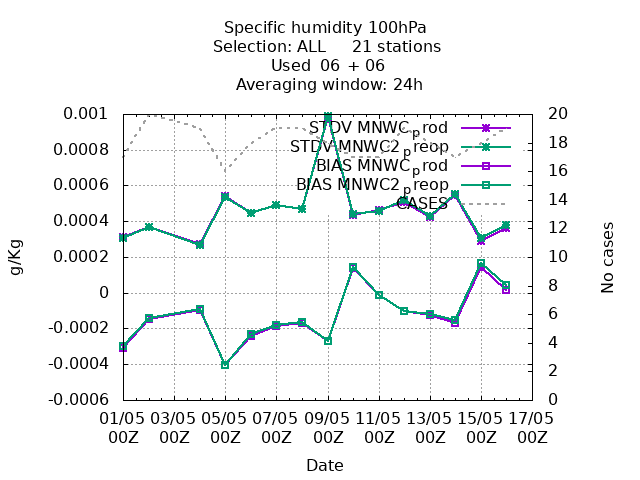 Specific humidity 100hPa
Selection: ALL 21 stations
Used 06 + 06
Averaging window: 24h
0.001
0.0008
0.0006
0.0004
0.0002
0
-0.0002
-0.0004
-0.0006
20
18
16
14
12
10
8
6
4
2
0
STDV MNWC_prod
STDV MNWC2_preop
BIAS MNWC_prod
BIAS MNWC2_preop
CASES
g/Kg
No cases
01/05 03/05 05/05 07/05 09/05 11/05 13/05 15/05 17/05
00Z 00Z 00Z 00Z 00Z 00Z 00Z 00Z 00Z
Date